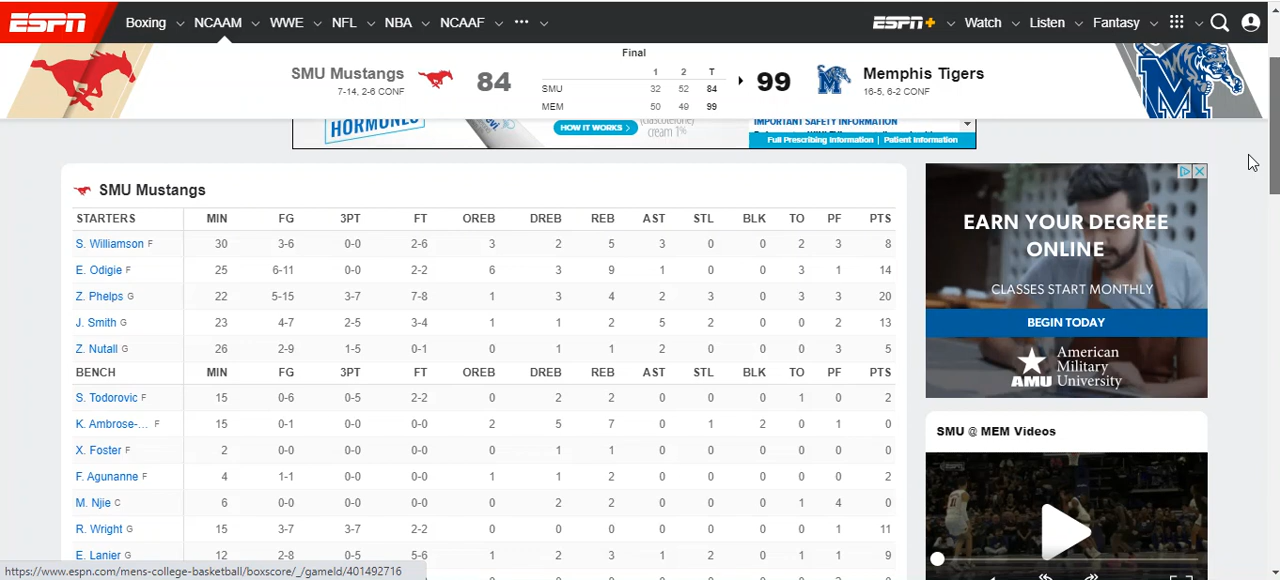 ESPN Boxing NCAAM WWE NFL NBA NCAAF ••• ESPN+ Watch Listen Fantasy
Final
SMU Mustangs 84 1 2 T 99 Memphis Tigers
7-14, 2-6 CONF SMU 32 52 84 16-5, 6-2 CONF
MEM 50 49 99
M
HORMONES HOW IT WORKS > cream 1% IMPORTANT SAFETY INFORMATION
Full Prescribing Information | Patient Information
SMU Mustangs
STARTERS MIN FG 3PT FT OREB DREB REB AST STL BLK TO PF PTS
S. Williamson F 30 3-6 0-0 2-6 3 2 5 3 0 0 2 3 8
E. Odigie F 25 6-11 0-0 2-2 6 3 9 1 0 0 3 1 14
Z. Phelps G 22 5-15 3-7 7-8 1 3 4 2 3 0 3 3 20
J. Smith G 23 4-7 2-5 3-4 1 1 2 5 2 0 0 2 13
Z. Nutall G 26 2-9 1-5 0-1 0 1 1 2 0 0 0 3 5
BENCH MIN FG 3PT FT OREB DREB REB AST STL BLK TO PF PTS
S. Todorovic F 15 0-6 0-5 2-2 0 2 2 0 0 0 1 0 2
K. Ambrose-... F 15 0-1 0-0 0-0 2 5 7 0 1 2 0 1 0
X. Foster F 2 0-0 0-0 0-0 0 1 1 0 0 0 0 0 0
F. Agunanne F 4 1-1 0-0 0-0 1 1 2 0 0 0 0 0 2
M. Njie C 6 0-0 0-0 0-0 0 2 2 0 0 0 1 4 0
R. Wright G 15 3-7 3-7 2-2 0 0 0 0 0 0 0 1 11
E. Lanier G 12 2-8 0-5 5-6 1 2 3 1 2 0 1 1 9
https://www.espn.com/mens-college-basketball/boxscore/_/gameId/401492716
EARN YOUR DEGREE
ONLINE
CLASSES START MONTHLY
BEGIN TODAY
AMU American
Military
University
SMU @ MEM Videos